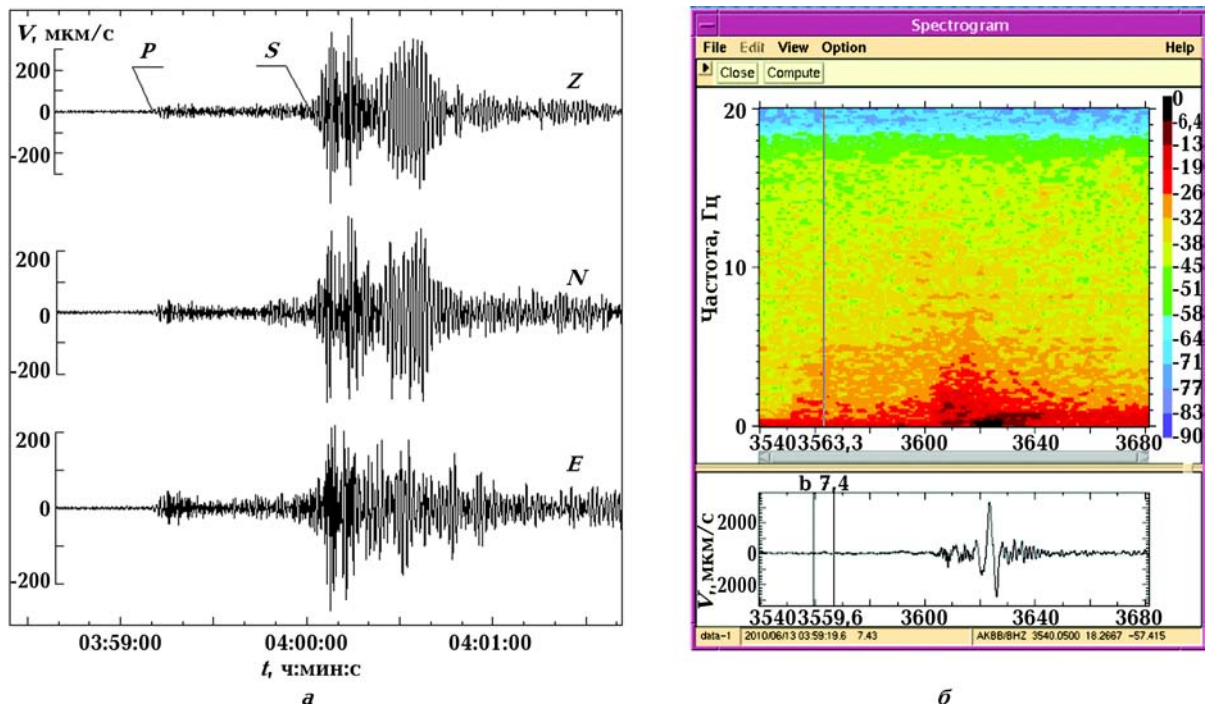 V, мкм/с
P
S
200
0
-200
Z
200
0
-200
N
200
0
-200
E
03:59:00 04:00:00 04:01:00
t, ч:мин:с
а
Spectrogram
File Edit View Option Help
Close Compute
Частота, Гц
20
10
0
3540 3563,3 3600 3640 3680
0
-6,4
-13
-19
-26
-32
-38
-45
-51
-58
-64
-71
-77
-83
-90
b 7,4
V, мкм/с
2000
0
2000
3540 3559,6 3600 3640 3680
data-1 2010/06/13 03:59:19.6 7.43 AKBB/BHZ 3540.0500 18.2667 -57.415
б